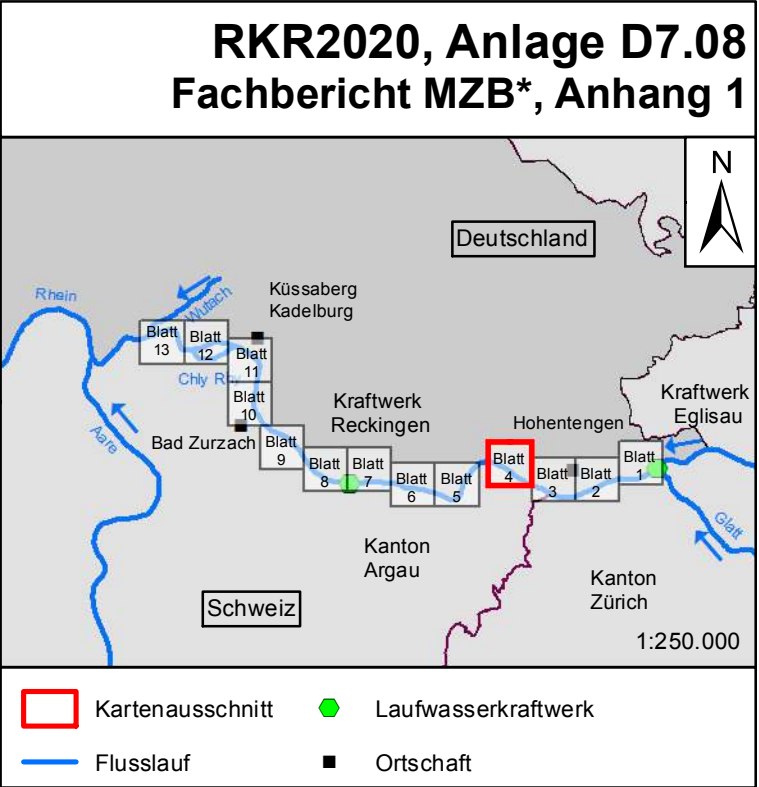 RKR2020, Anlage D7.08
Fachbericht MZB*, Anhang 1
N
Deutschland
Rhein
Wutach
Küssaberg
Kadelburg
Blatt
13
Blatt
12
Blatt
11
Chly Rhy
Blatt
10
Bad Zurzach
Blatt
9
Kraftwerk
Reckingen
Hohentengen
Kraftwerk
Eglisau
Aare
Blatt
8
Blatt
7
Blatt
6
Blatt
5
Blatt
4
Blatt
3
Blatt
2
Blatt
1
Glatt
Kanton
Argau
Kanton
Zürich
Schweiz
1:250.000
Kartenausschnitt
Laufwasserkraftwerk
Flusslauf
Ortschaft